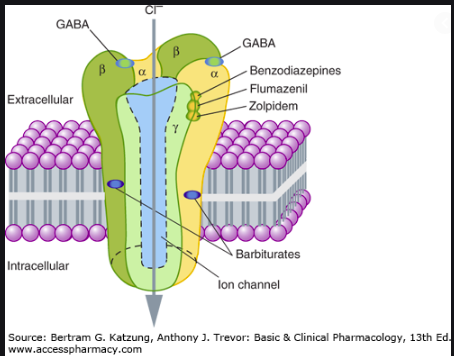 Cl⁻
GABA
GABA
β
β
α
α
Benzodiazepines
Flumazenil
Zolpidem
Extracellular
γ
Barbiturates
Intracellular
Ion channel
Source: Bertram G. Katzung, Anthony J. Trevor: Basic & Clinical Pharmacology, 13th Ed.
www.accesspharmacy.com